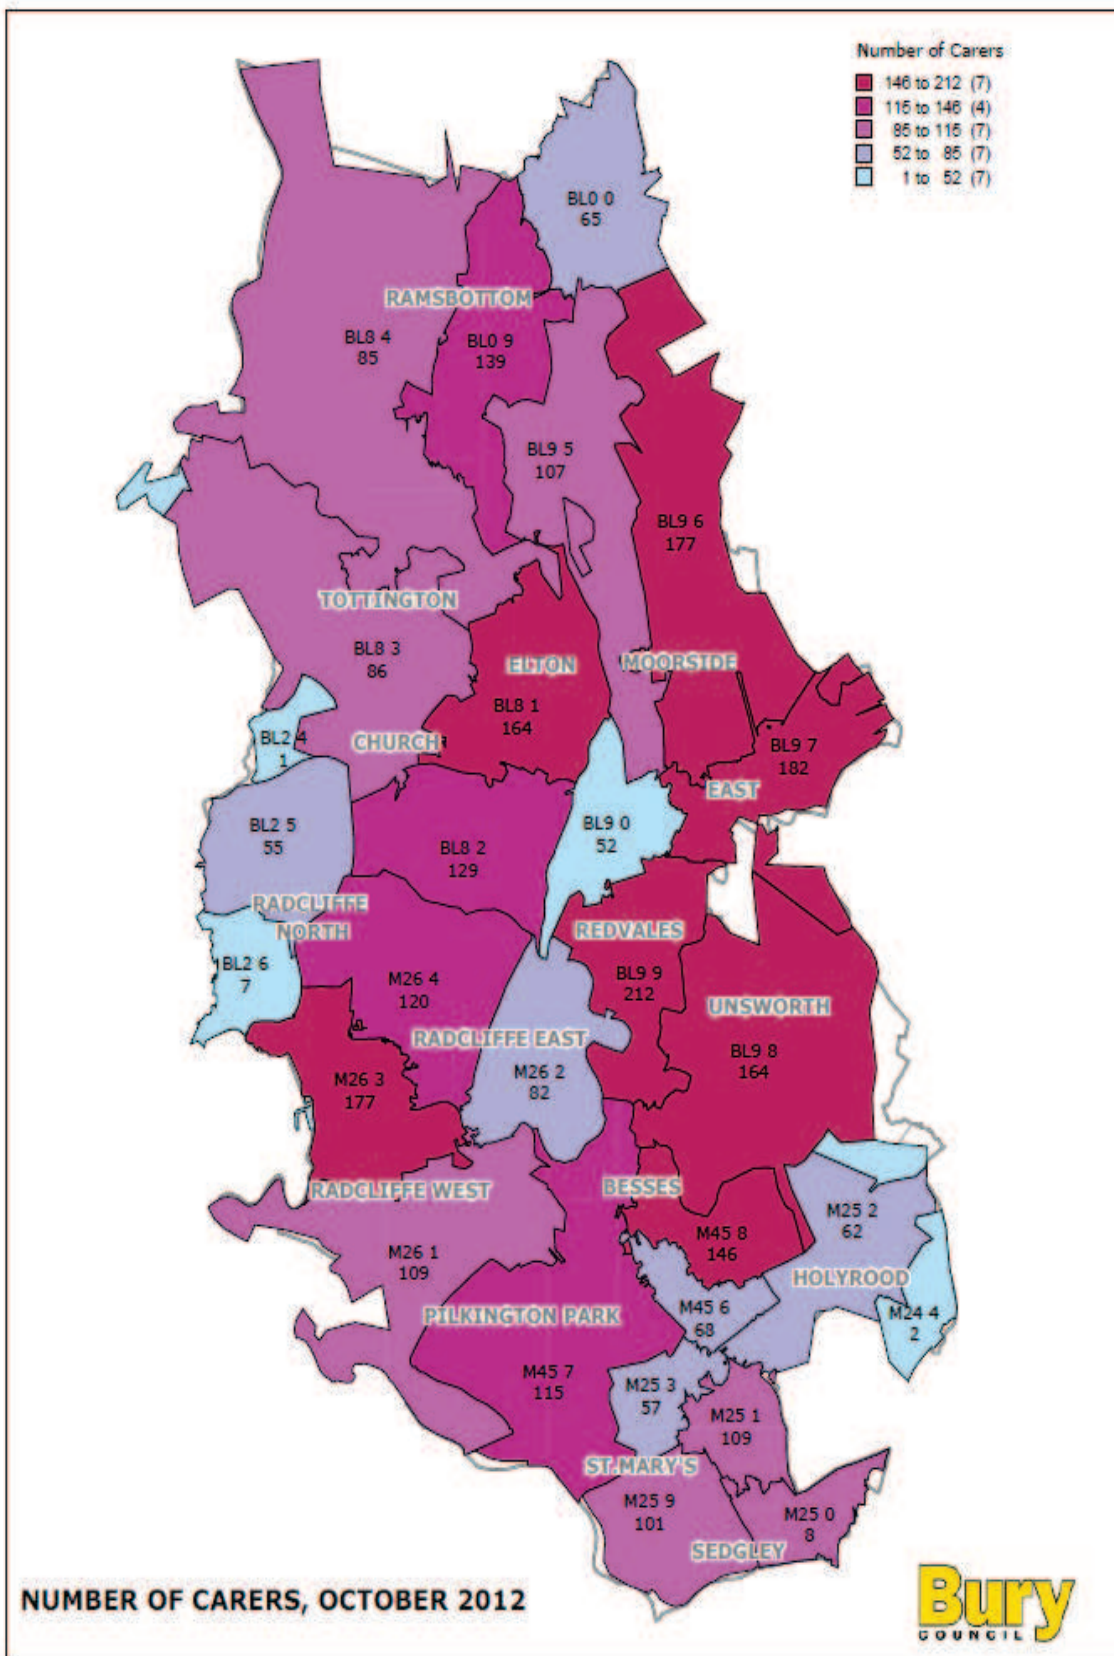 Number of Carers
146 to 212 (7)
115 to 146 (4)
85 to 115 (7)
52 to 85 (7)
1 to 52 (7)
BL0 0
65
RAMSBOTTOM
BL8 4
85
BL0 9
139
BL9 5
107
BL9 6
177
TOTTINGTON
BL8 3
86
ELTON
MOORSIDE
BL8 1
164
BL2 4
1
CHURCH
BL9 7
182
EAST
BL2 5
55
BL8 2
129
BL9 0
52
RADCLIFFE
NORTH
REDVALES
BL2 6
7
M26 4
120
BL9 9
212
UNSWORTH
RADCLIFFE EAST
BL9 8
164
M26 3
177
M26 2
82
RADCLIFFE WEST
BESSES
M25 2
62
M26 1
109
M45 8
146
HOLYROOD
PILKINGTON PARK
M45 6
68
M24 4
2
M45 7
115
M25 3
57
M25 1
109
ST.MARY'S
M25 9
101
M25 0
8
SEDGLEY
NUMBER OF CARERS, OCTOBER 2012
Bury
COUNCIL